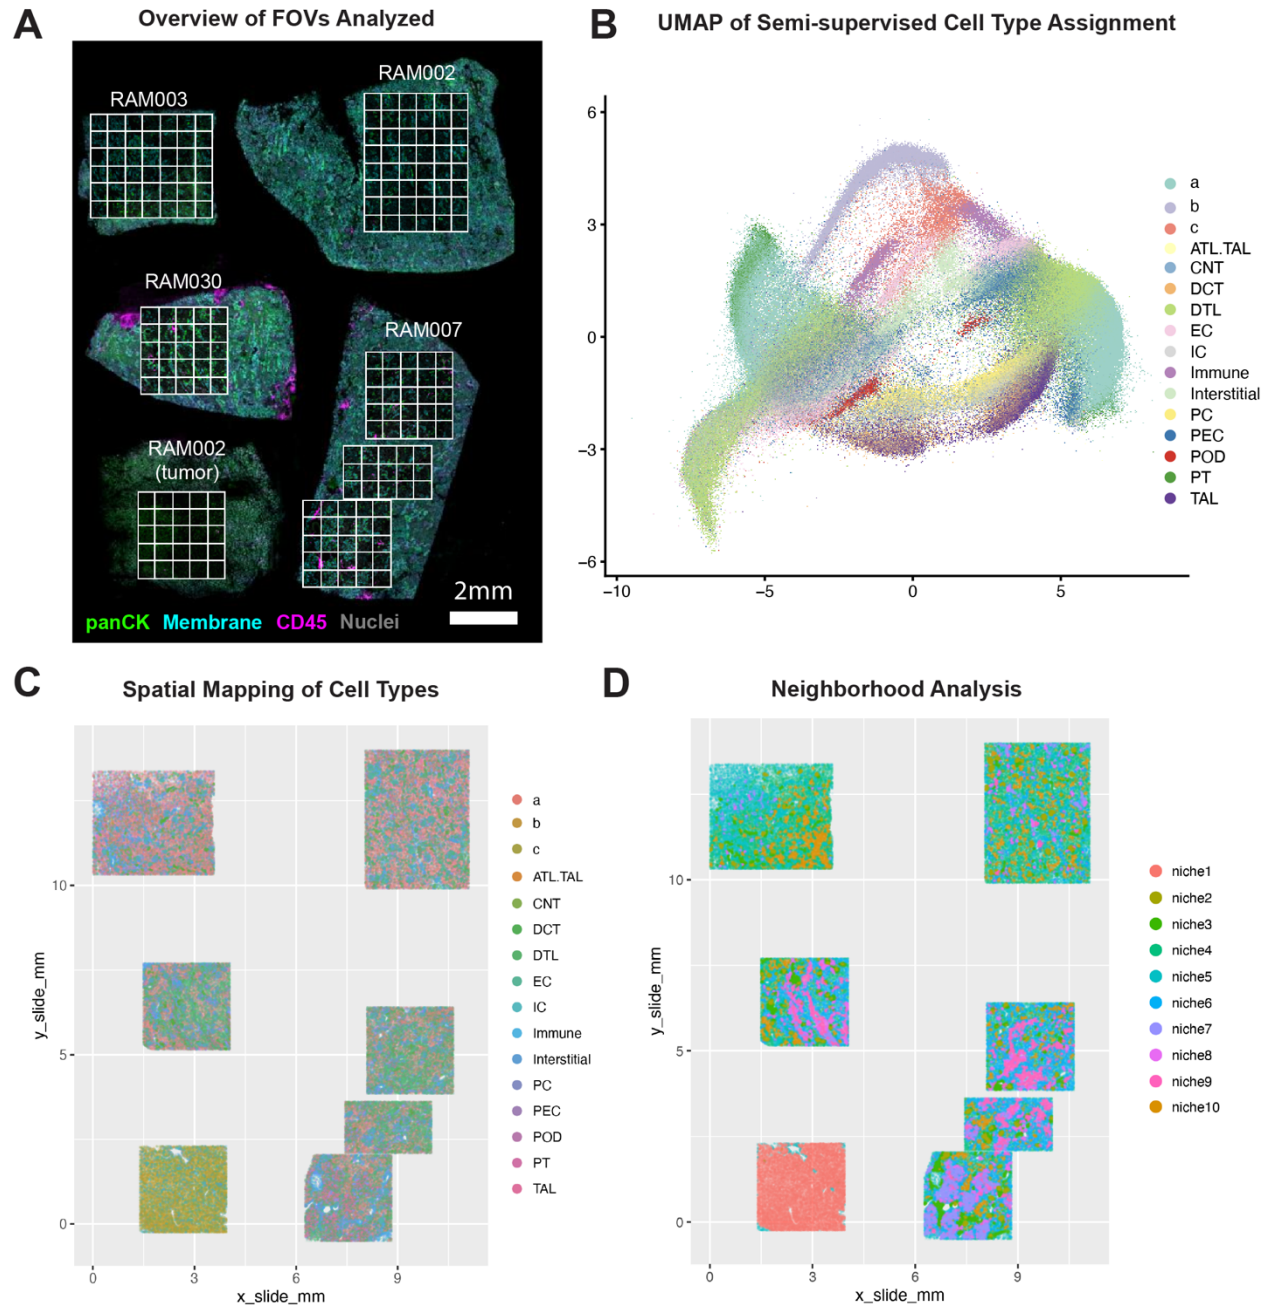 A
Overview of FOVs Analyzed
RAM003
RAM002
RAM030
RAM007
RAM002
(tumor)
2mm
panCK Membrane CD45 Nuclei
B
UMAP of Semi-supervised Cell Type Assignment
6
3
0
−3
−6
−10
−5
0
5
a
b
c
ATL.TAL
CNT
DCT
DTL
EC
IC
Immune
Interstitial
PC
PEC
POD
PT
TAL
C
Spatial Mapping of Cell Types
y_slide_mm
10
5
0
0
3
6
9
x_slide_mm
a
b
c
ATL.TAL
CNT
DCT
DTL
EC
IC
Immune
Interstitial
PC
PEC
POD
PT
TAL
D
Neighborhood Analysis
y_slide_mm
10
5
0
0
3
6
9
x_slide_mm
niche1
niche2
niche3
niche4
niche5
niche6
niche7
niche8
niche9
niche10